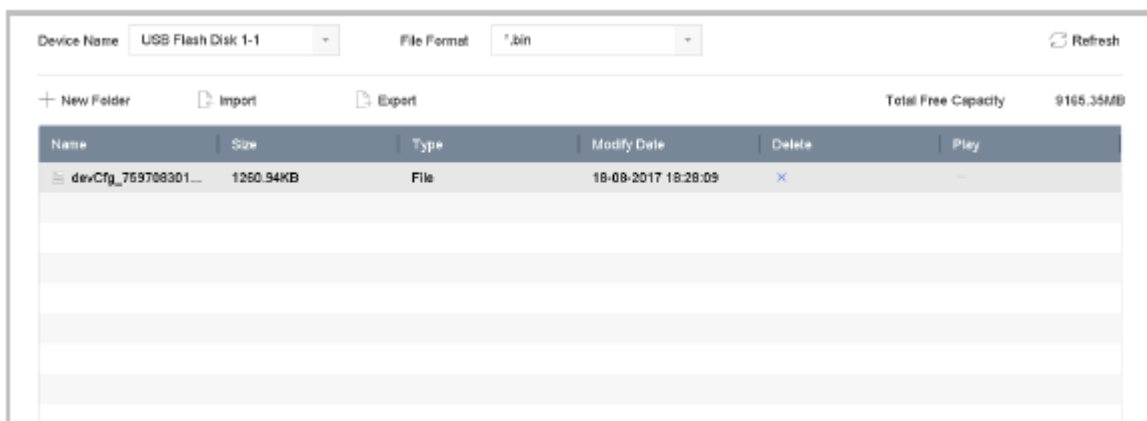 Device Name USB Flash Disk 1-1 File Format *.bin Refresh
New Folder Import Export Total Free Capacity 9165.35MB
Name Size Type Modify Date Delete Play
devCfg_759708301... 1260.94KB File 18-08-2017 18:28:09